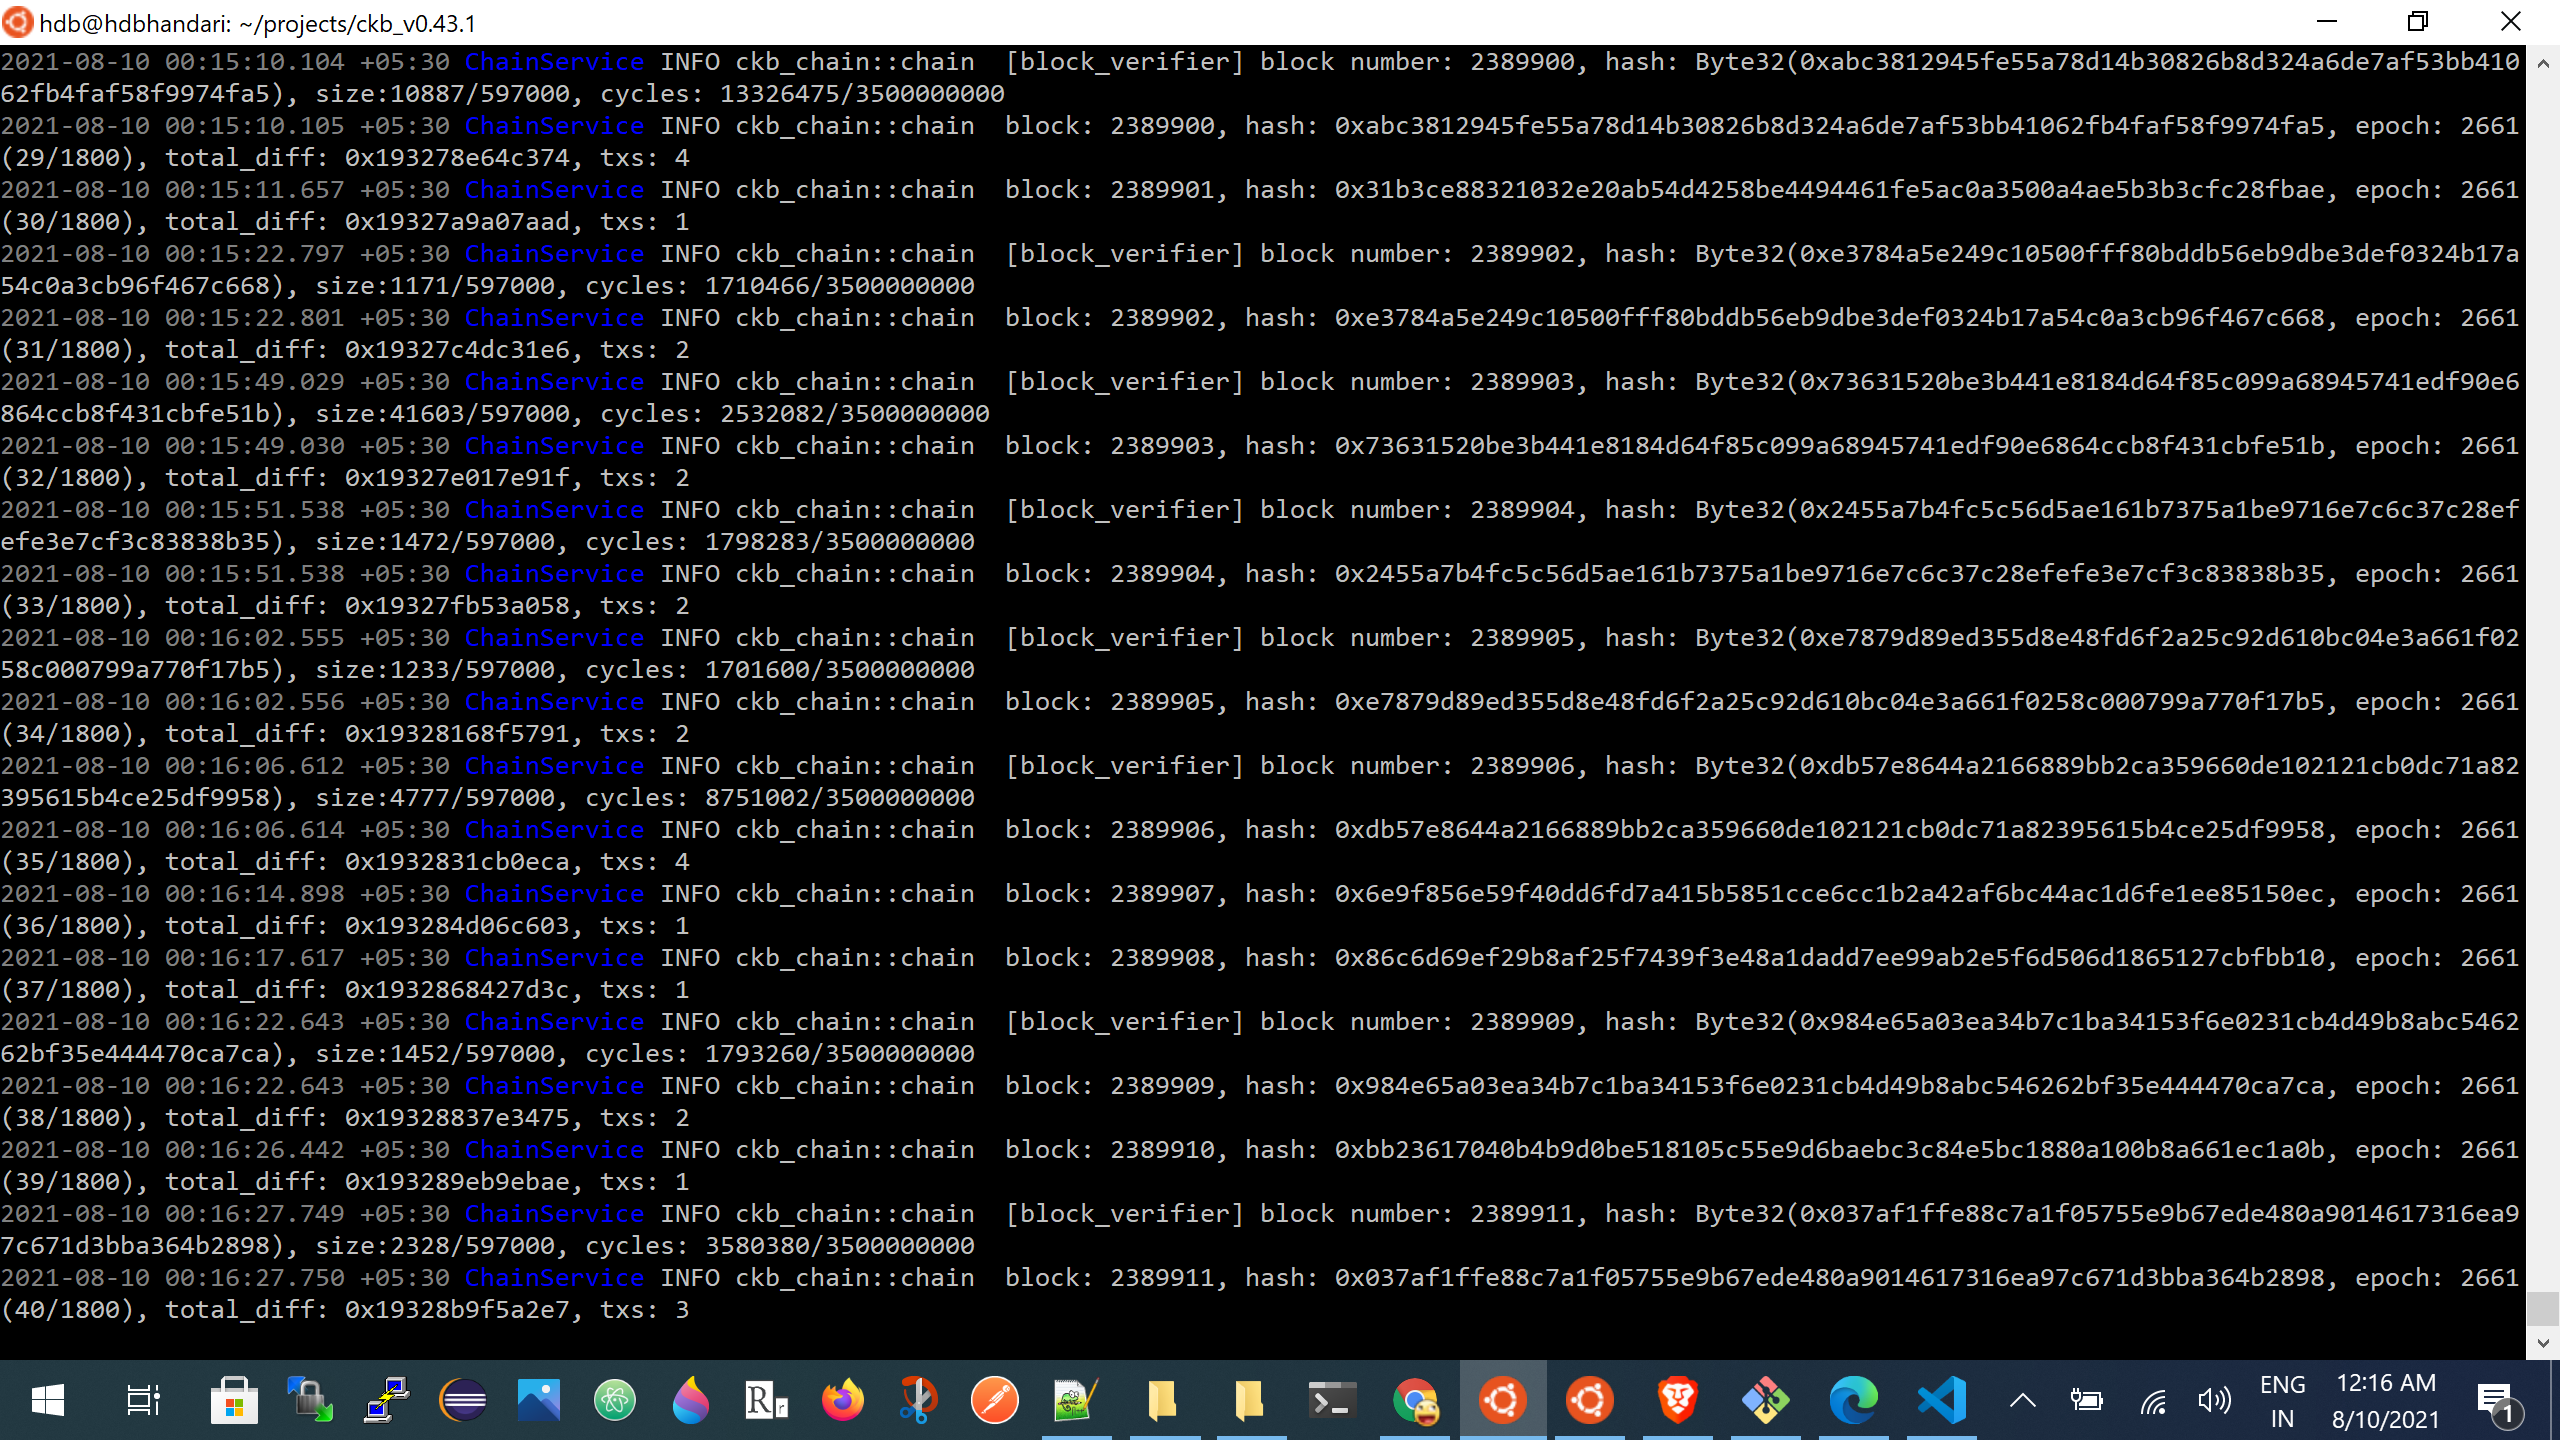 hdb@hdbhandari: ~/projects/ckb_v0.43.1
2021-08-10 00:15:10.104 +05:30 ChainService INFO ckb_chain::chain  [block_verifier] block number: 2389900, hash: Byte32(0xabc3812945fe55a78d14b30826b8d324a6de7af53bb410
62fb4faf58f9974fa5), size:10887/597000, cycles: 13326475/3500000000
2021-08-10 00:15:10.105 +05:30 ChainService INFO ckb_chain::chain  block: 2389900, hash: 0xabc3812945fe55a78d14b30826b8d324a6de7af53bb41062fb4faf58f9974fa5, epoch: 2661
(29/1800), total_diff: 0x193278e64c374, txs: 4
2021-08-10 00:15:11.657 +05:30 ChainService INFO ckb_chain::chain  block: 2389901, hash: 0x31b3ce88321032e20ab54d4258be4494461fe5ac0a3500a4ae5b3b3cfc28fbae, epoch: 2661
(30/1800), total_diff: 0x19327a9a07aad, txs: 1
2021-08-10 00:15:22.797 +05:30 ChainService INFO ckb_chain::chain  [block_verifier] block number: 2389902, hash: Byte32(0xe3784a5e249c10500fff80bddb56eb9dbe3def0324b17a
54c0a3cb96f467c668), size:1171/597000, cycles: 1710466/3500000000
2021-08-10 00:15:22.801 +05:30 ChainService INFO ckb_chain::chain  block: 2389902, hash: 0xe3784a5e249c10500fff80bddb56eb9dbe3def0324b17a54c0a3cb96f467c668, epoch: 2661
(31/1800), total_diff: 0x19327c4dc31e6, txs: 2
2021-08-10 00:15:49.029 +05:30 ChainService INFO ckb_chain::chain  [block_verifier] block number: 2389903, hash: Byte32(0x73631520be3b441e8184d64f85c099a68945741edf90e6
864ccb8f431cbfe51b), size:41603/597000, cycles: 2532082/3500000000
2021-08-10 00:15:49.030 +05:30 ChainService INFO ckb_chain::chain  block: 2389903, hash: 0x73631520be3b441e8184d64f85c099a68945741edf90e6864ccb8f431cbfe51b, epoch: 2661
(32/1800), total_diff: 0x19327e017e91f, txs: 2
2021-08-10 00:15:51.538 +05:30 ChainService INFO ckb_chain::chain  [block_verifier] block number: 2389904, hash: Byte32(0x2455a7b4fc5c56d5ae161b7375a1be9716e7c6c37c28ef
efe3e7cf3c83838b35), size:1472/597000, cycles: 1798283/3500000000
2021-08-10 00:15:51.538 +05:30 ChainService INFO ckb_chain::chain  block: 2389904, hash: 0x2455a7b4fc5c56d5ae161b7375a1be9716e7c6c37c28efefe3e7cf3c83838b35, epoch: 2661
(33/1800), total_diff: 0x19327fb53a058, txs: 2
2021-08-10 00:16:02.555 +05:30 ChainService INFO ckb_chain::chain  [block_verifier] block number: 2389905, hash: Byte32(0xe7879d89ed355d8e48fd6f2a25c92d610bc04e3a661f02
58c000799a770f17b5), size:1233/597000, cycles: 1701600/3500000000
2021-08-10 00:16:02.556 +05:30 ChainService INFO ckb_chain::chain  block: 2389905, hash: 0xe7879d89ed355d8e48fd6f2a25c92d610bc04e3a661f0258c000799a770f17b5, epoch: 2661
(34/1800), total_diff: 0x19328168f5791, txs: 2
2021-08-10 00:16:06.612 +05:30 ChainService INFO ckb_chain::chain  [block_verifier] block number: 2389906, hash: Byte32(0xdb57e8644a2166889bb2ca359660de102121cb0dc71a82
395615b4ce25df9958), size:4777/597000, cycles: 8751002/3500000000
2021-08-10 00:16:06.614 +05:30 ChainService INFO ckb_chain::chain  block: 2389906, hash: 0xdb57e8644a2166889bb2ca359660de102121cb0dc71a82395615b4ce25df9958, epoch: 2661
(35/1800), total_diff: 0x1932831cb0eca, txs: 4
2021-08-10 00:16:14.898 +05:30 ChainService INFO ckb_chain::chain  block: 2389907, hash: 0x6e9f856e59f40dd6fd7a415b5851cce6cc1b2a42af6bc44ac1d6fe1ee85150ec, epoch: 2661
(36/1800), total_diff: 0x193284d06c603, txs: 1
2021-08-10 00:16:17.617 +05:30 ChainService INFO ckb_chain::chain  block: 2389908, hash: 0x86c6d69ef29b8af25f7439f3e48a1dadd7ee99ab2e5f6d506d1865127cbfbb10, epoch: 2661
(37/1800), total_diff: 0x1932868427d3c, txs: 1
2021-08-10 00:16:22.643 +05:30 ChainService INFO ckb_chain::chain  [block_verifier] block number: 2389909, hash: Byte32(0x984e65a03ea34b7c1ba34153f6e0231cb4d49b8abc5462
62bf35e444470ca7ca), size:1452/597000, cycles: 1793260/3500000000
2021-08-10 00:16:22.643 +05:30 ChainService INFO ckb_chain::chain  block: 2389909, hash: 0x984e65a03ea34b7c1ba34153f6e0231cb4d49b8abc546262bf35e444470ca7ca, epoch: 2661
(38/1800), total_diff: 0x19328837e3475, txs: 2
2021-08-10 00:16:26.442 +05:30 ChainService INFO ckb_chain::chain  block: 2389910, hash: 0xbb23617040b4b9d0be518105c55e9d6baebc3c84e5bc1880a100b8a661ec1a0b, epoch: 2661
(39/1800), total_diff: 0x193289eb9ebae, txs: 1
2021-08-10 00:16:27.749 +05:30 ChainService INFO ckb_chain::chain  [block_verifier] block number: 2389911, hash: Byte32(0x037af1ffe88c7a1f05755e9b67ede480a9014617316ea9
7c671d3bba364b2898), size:2328/597000, cycles: 3580380/3500000000
2021-08-10 00:16:27.750 +05:30 ChainService INFO ckb_chain::chain  block: 2389911, hash: 0x037af1ffe88c7a1f05755e9b67ede480a9014617316ea97c671d3bba364b2898, epoch: 2661
(40/1800), total_diff: 0x19328b9f5a2e7, txs: 3
ENG
IN
12:16 AM
8/10/2021
1